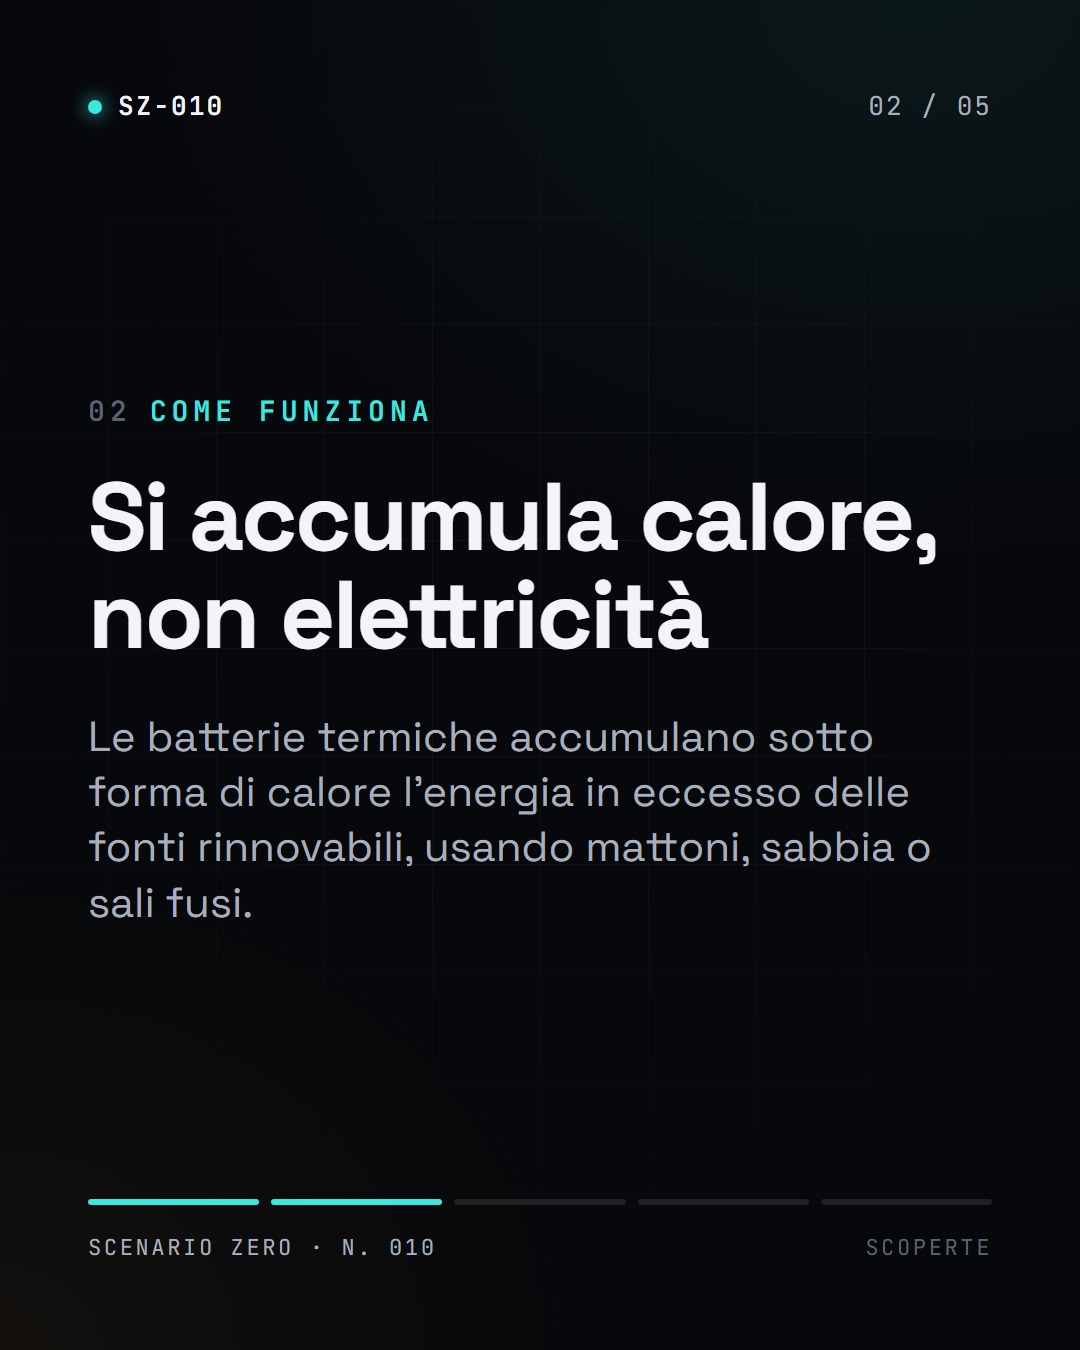 SZ-010
02 / 05
02 COME FUNZIONA
Si accumula calore,
non elettricità
Le batterie termiche accumulano sotto
forma di calore l’energia in eccesso delle
fonti rinnovabili, usando mattoni, sabbia o
sali fusi.
SCENARIO ZERO · N. 010
SCOPERTE